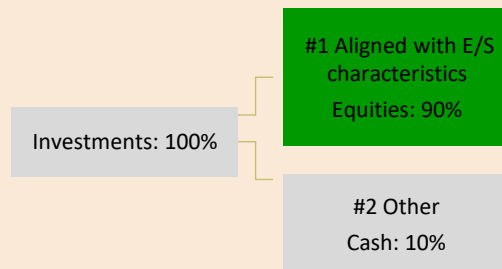 #1 Aligned with E/S
characteristics
Equities: 90%
Investments: 100%
#2 Other
Cash: 10%